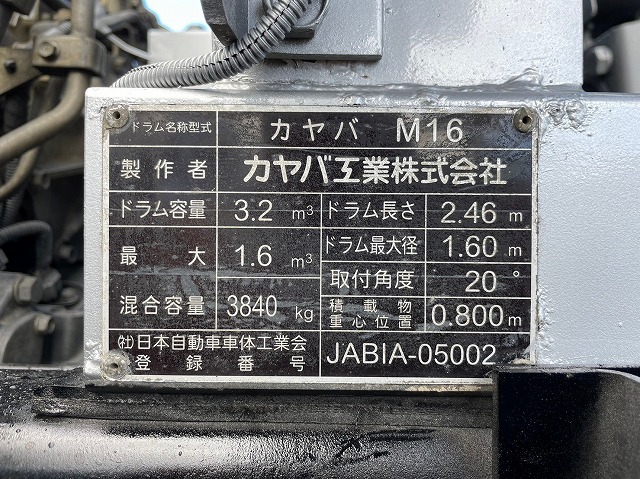 ドラム名称型式 カヤバ M16
製作者 カヤバ工業株式会社
ドラム容量 3.2 m³ ドラム長さ 2.46 m
最大 1.6 m³ ドラム最大径 1.60 m
混合容量 3840 kg 取付角度 20°
積載物重心位置 0.800m
㈳日本自動車車体工業会
登録番号 JABIA-05002